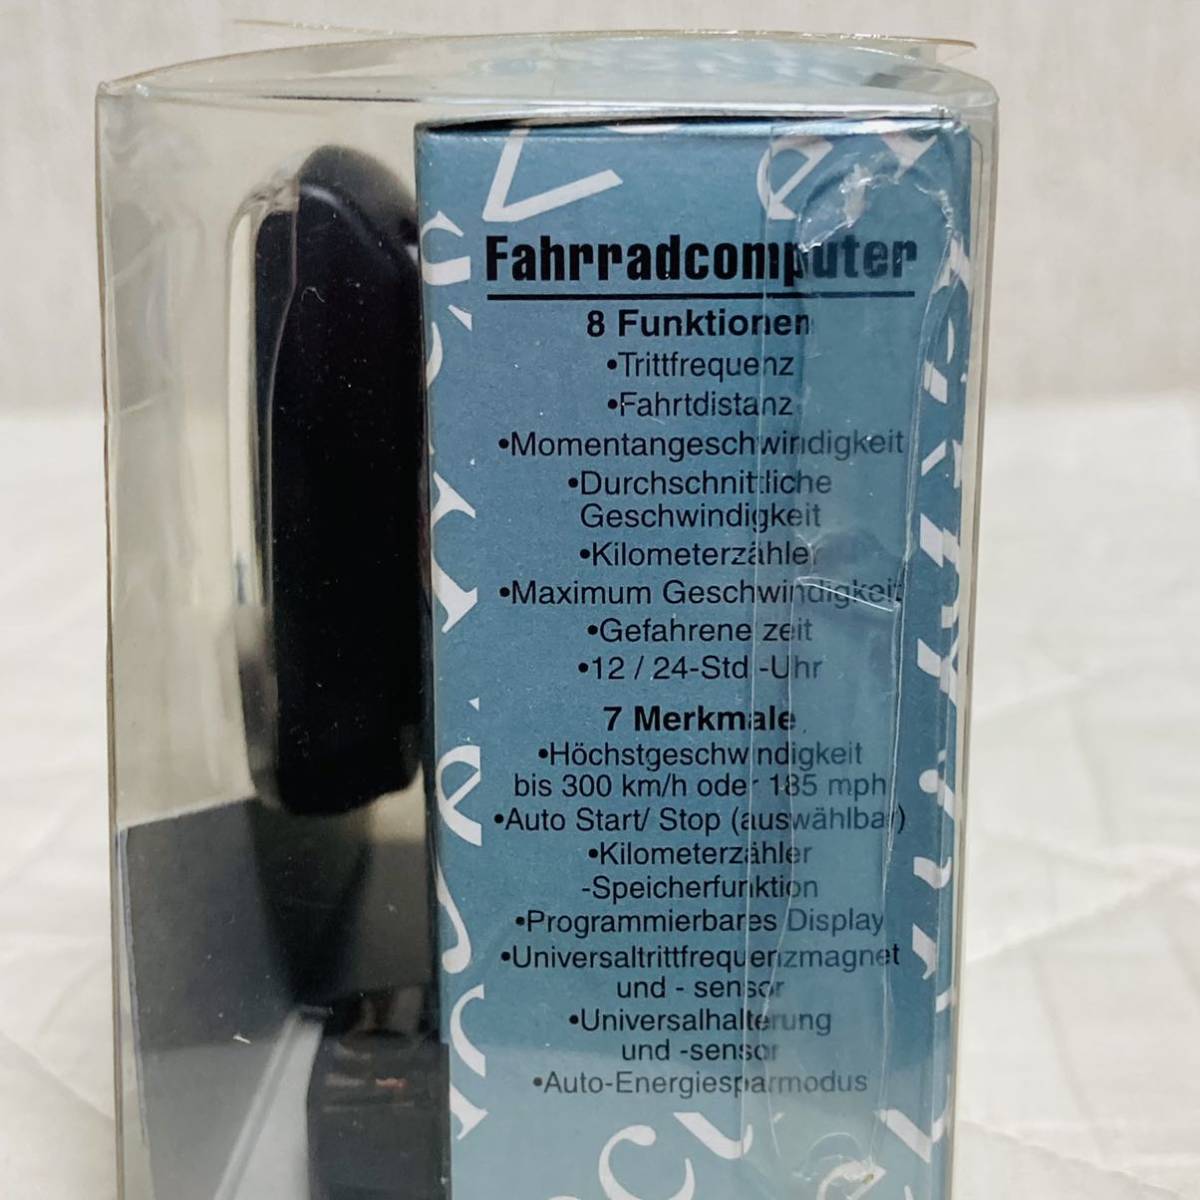 Fahrradcomputer
8 Funktionen
•Trittfrequenz
•Fahrtdistanz
•Momentangeschwindigkeit
•Durchschnittliche
Geschwindigkeit
•Kilometerzähler
•Maximum Geschwindigkeit
•Gefahrene zeit
•12 / 24-Std -Uhr
7 Merkmale
•Höchstgeschwindigkeit
bis 300 km/h oder 185 mph
•Auto Start/ Stop (auswählbar)
•Kilometerzähler
-Speicherfunktion
•Programmierbares Display
•Universaltrittfrequenzmagnet
und - sensor
•Universalhalterung
und -sensor
•Auto-Energiesparmodus